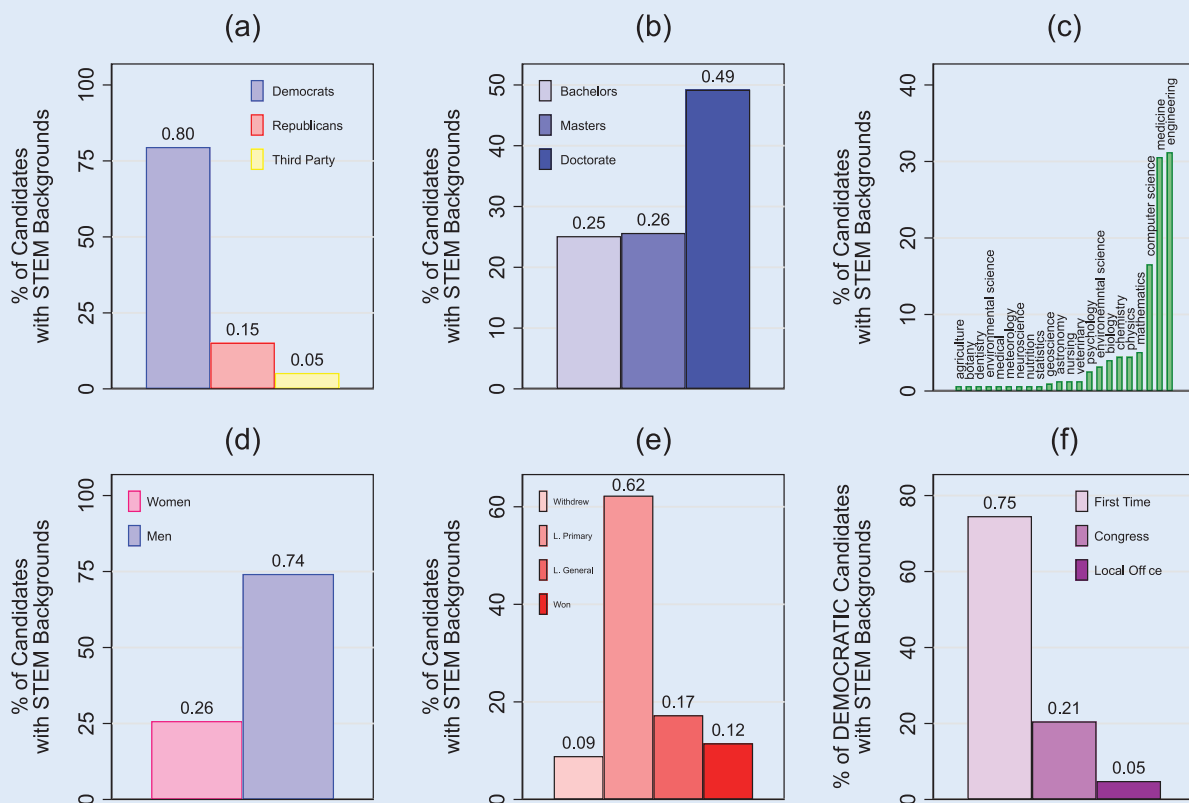 (a)
% of Candidates
with STEM Backgrounds
0
25
50
75
100
Democrats
Republicans
Third Party
0.80
0.15
0.05
(b)
% of Candidates
with STEM Backgrounds
0
10
20
30
40
50
Bachelors
Masters
Doctorate
0.25
0.26
0.49
(c)
% of Candidates
with STEM Backgrounds
0
10
20
30
40
agriculture
botany
dentistry
environmental science
medical
meteorology
neuroscience
nutrition
statistics
geoscience
astronomy
nursing
veterinary
psychology
environemntal science
biology
chemistry
physics
mathematics
computer science
medicine
engineering
(d)
% of Candidates
with STEM Backgrounds
0
25
50
75
100
Women
Men
0.26
0.74
(e)
% of Candidates
with STEM Backgrounds
0
20
40
60
Withdrew
L. Primary
L. General
Won
0.09
0.62
0.17
0.12
(f)
% of DEMOCRATIC Candidates
with STEM Backgrounds
0
20
40
60
80
First Time
Congress
Local Off ce
0.75
0.21
0.05